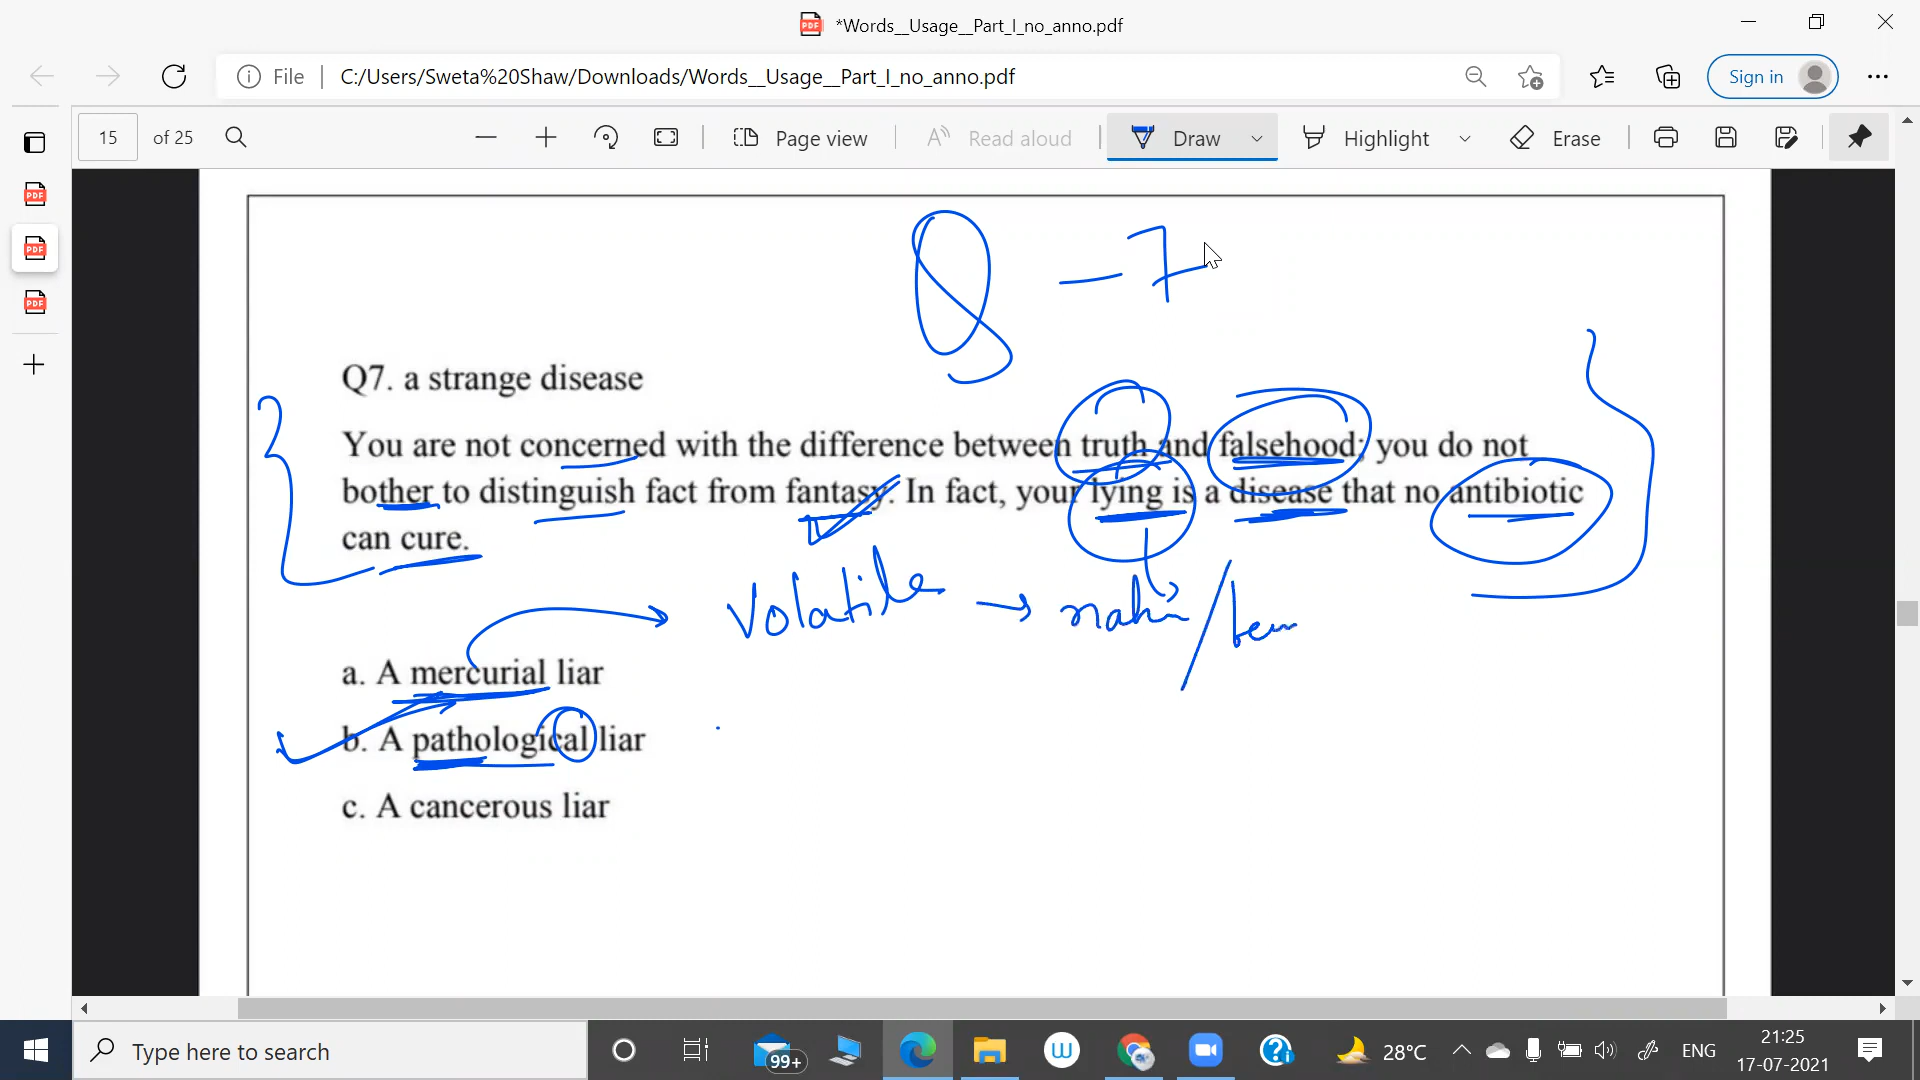 *Words__Usage__Part_I_no_anno.pdf
File
C:/Users/Sweta%20Shaw/Downloads/Words__Usage__Part_I_no_anno.pdf
Sign in
15 of 25
Page view
Read aloud
Draw
Highlight
Erase
Q-7
Q7. a strange disease
You are not concerned with the difference between truth and falsehood; you do not
bother to distinguish fact from fantasy. In fact, your lying is a disease that no antibiotic
can cure.
Volatile
a. A mercurial liar
b. A pathological liar
c. A cancerous liar
Type here to search
99+
28°C
ENG
21:25
17-07-2021